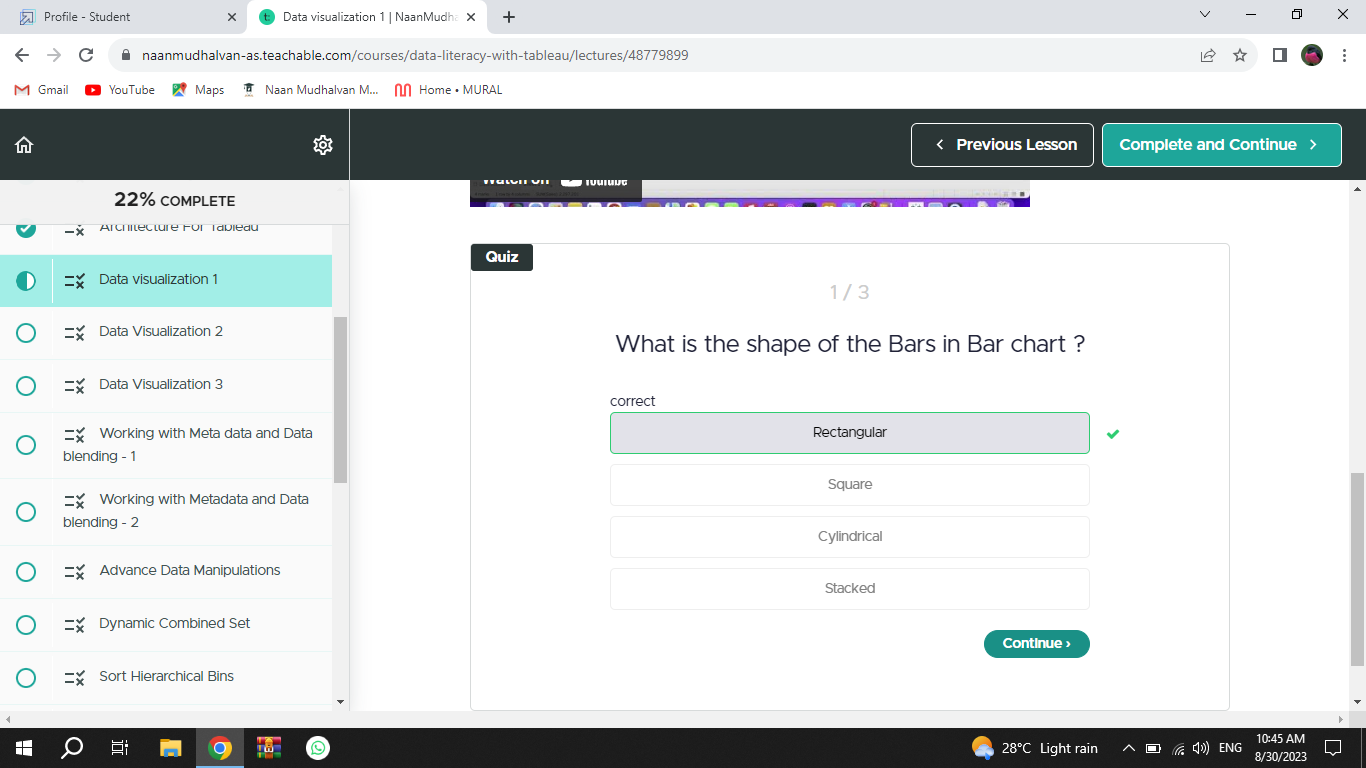 Profile - Student
Data visualization 1 | NaanMudha
naanmudhalvan-as.teachable.com/courses/data-literacy-with-tableau/lectures/48779899
Gmail
YouTube
Maps
Naan Mudhalvan M...
Home • MURAL
Previous Lesson
Complete and Continue
22% COMPLETE
Architecture For Tableau
Data visualization 1
Data Visualization 2
Data Visualization 3
Working with Meta data and Data
blending - 1
Working with Metadata and Data
blending - 2
Advance Data Manipulations
Dynamic Combined Set
Sort Hierarchical Bins
Watch on YouTube
Quiz
1 / 3
What is the shape of the Bars in Bar chart ?
correct
Rectangular
Square
Cylindrical
Stacked
Continue ›
28°C Light rain
ENG
10:45 AM
8/30/2023